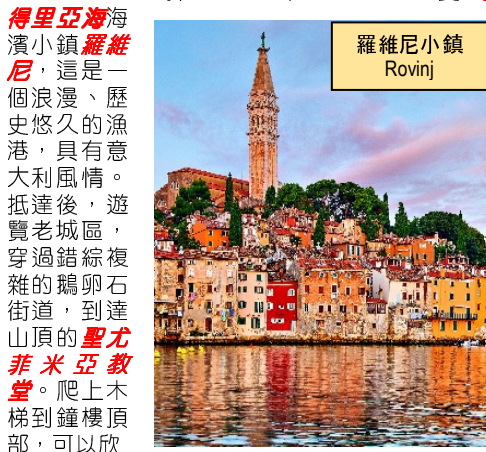 得里亞海海
濱小鎮羅維
尼，這是一
個浪漫、歷
史悠久的漁
港，具有意
大利風情。
抵達後，遊
覽老城區，
穿過錯綜複
雜的鵝卵石
街道，到達
山頂的聖尤
菲米亞教
堂。爬上木
梯到鐘樓頂
部，可以欣
羅維尼小鎮
Rovinj